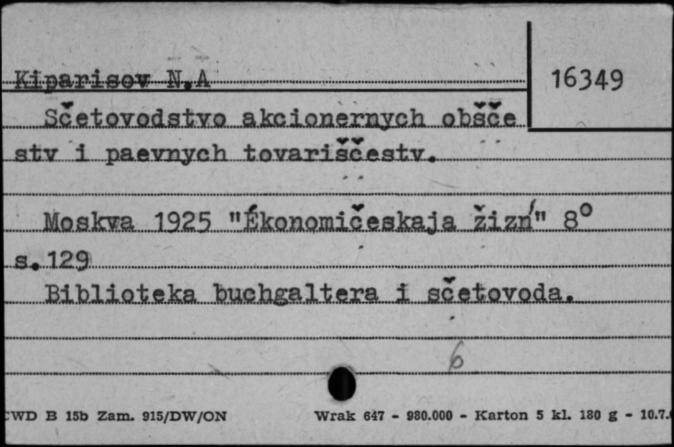 Kiparisov N.A
16349
Sčetovodstvo akcionernych obšče
stv i paevnych tovariščestv.
Moskva 1925 "Ėkonomičeskaja žizń" 8°
s.129
Biblioteka buchgaltera i sčetovoda.
6
CWD B 15b Zam. 915/DW/ON Wrak 647 - 980.000 - Karton 5 kl. 180 g - 10.7.